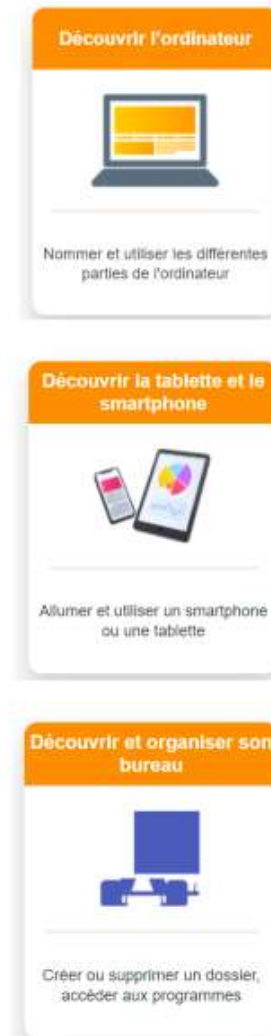 Découvrir l'ordinateur
Nommer et utiliser les différentes
parties de l'ordinateur
Découvrir la tablette et le
smartphone
Allumer et utiliser un smartphone
ou une tablette
Découvrir et organiser son
bureau
Créer ou supprimer un dossier,
accéder aux programmes